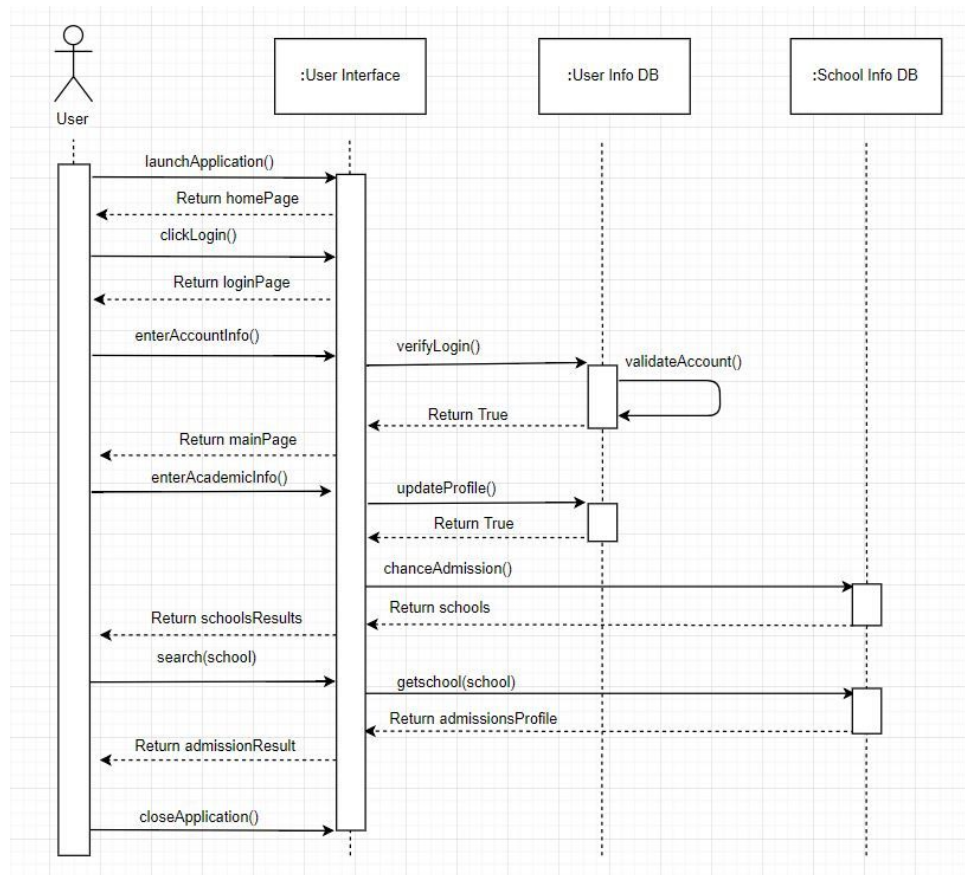 :User Interface
:User Info DB
:School Info DB
User
launchApplication()
Return homePage
clickLogin()
Return loginPage
enterAccountInfo()
verifyLogin()
validateAccount()
Return True
Return mainPage
enterAcademicInfo()
updateProfile()
Return True
chanceAdmission()
Return schools
Return schoolsResults
search(school)
getschool(school)
Return admissionsProfile
Return admissionResult
closeApplication()